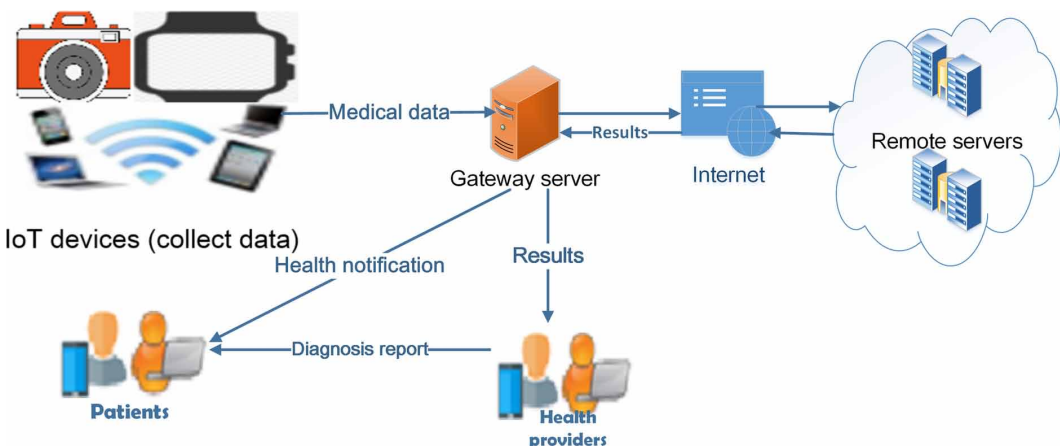 Medical data
Results
Remote servers
Gateway server
Internet
IoT devices (collect data)
Health notification
Results
Diagnosis report
Patients
Health
providers